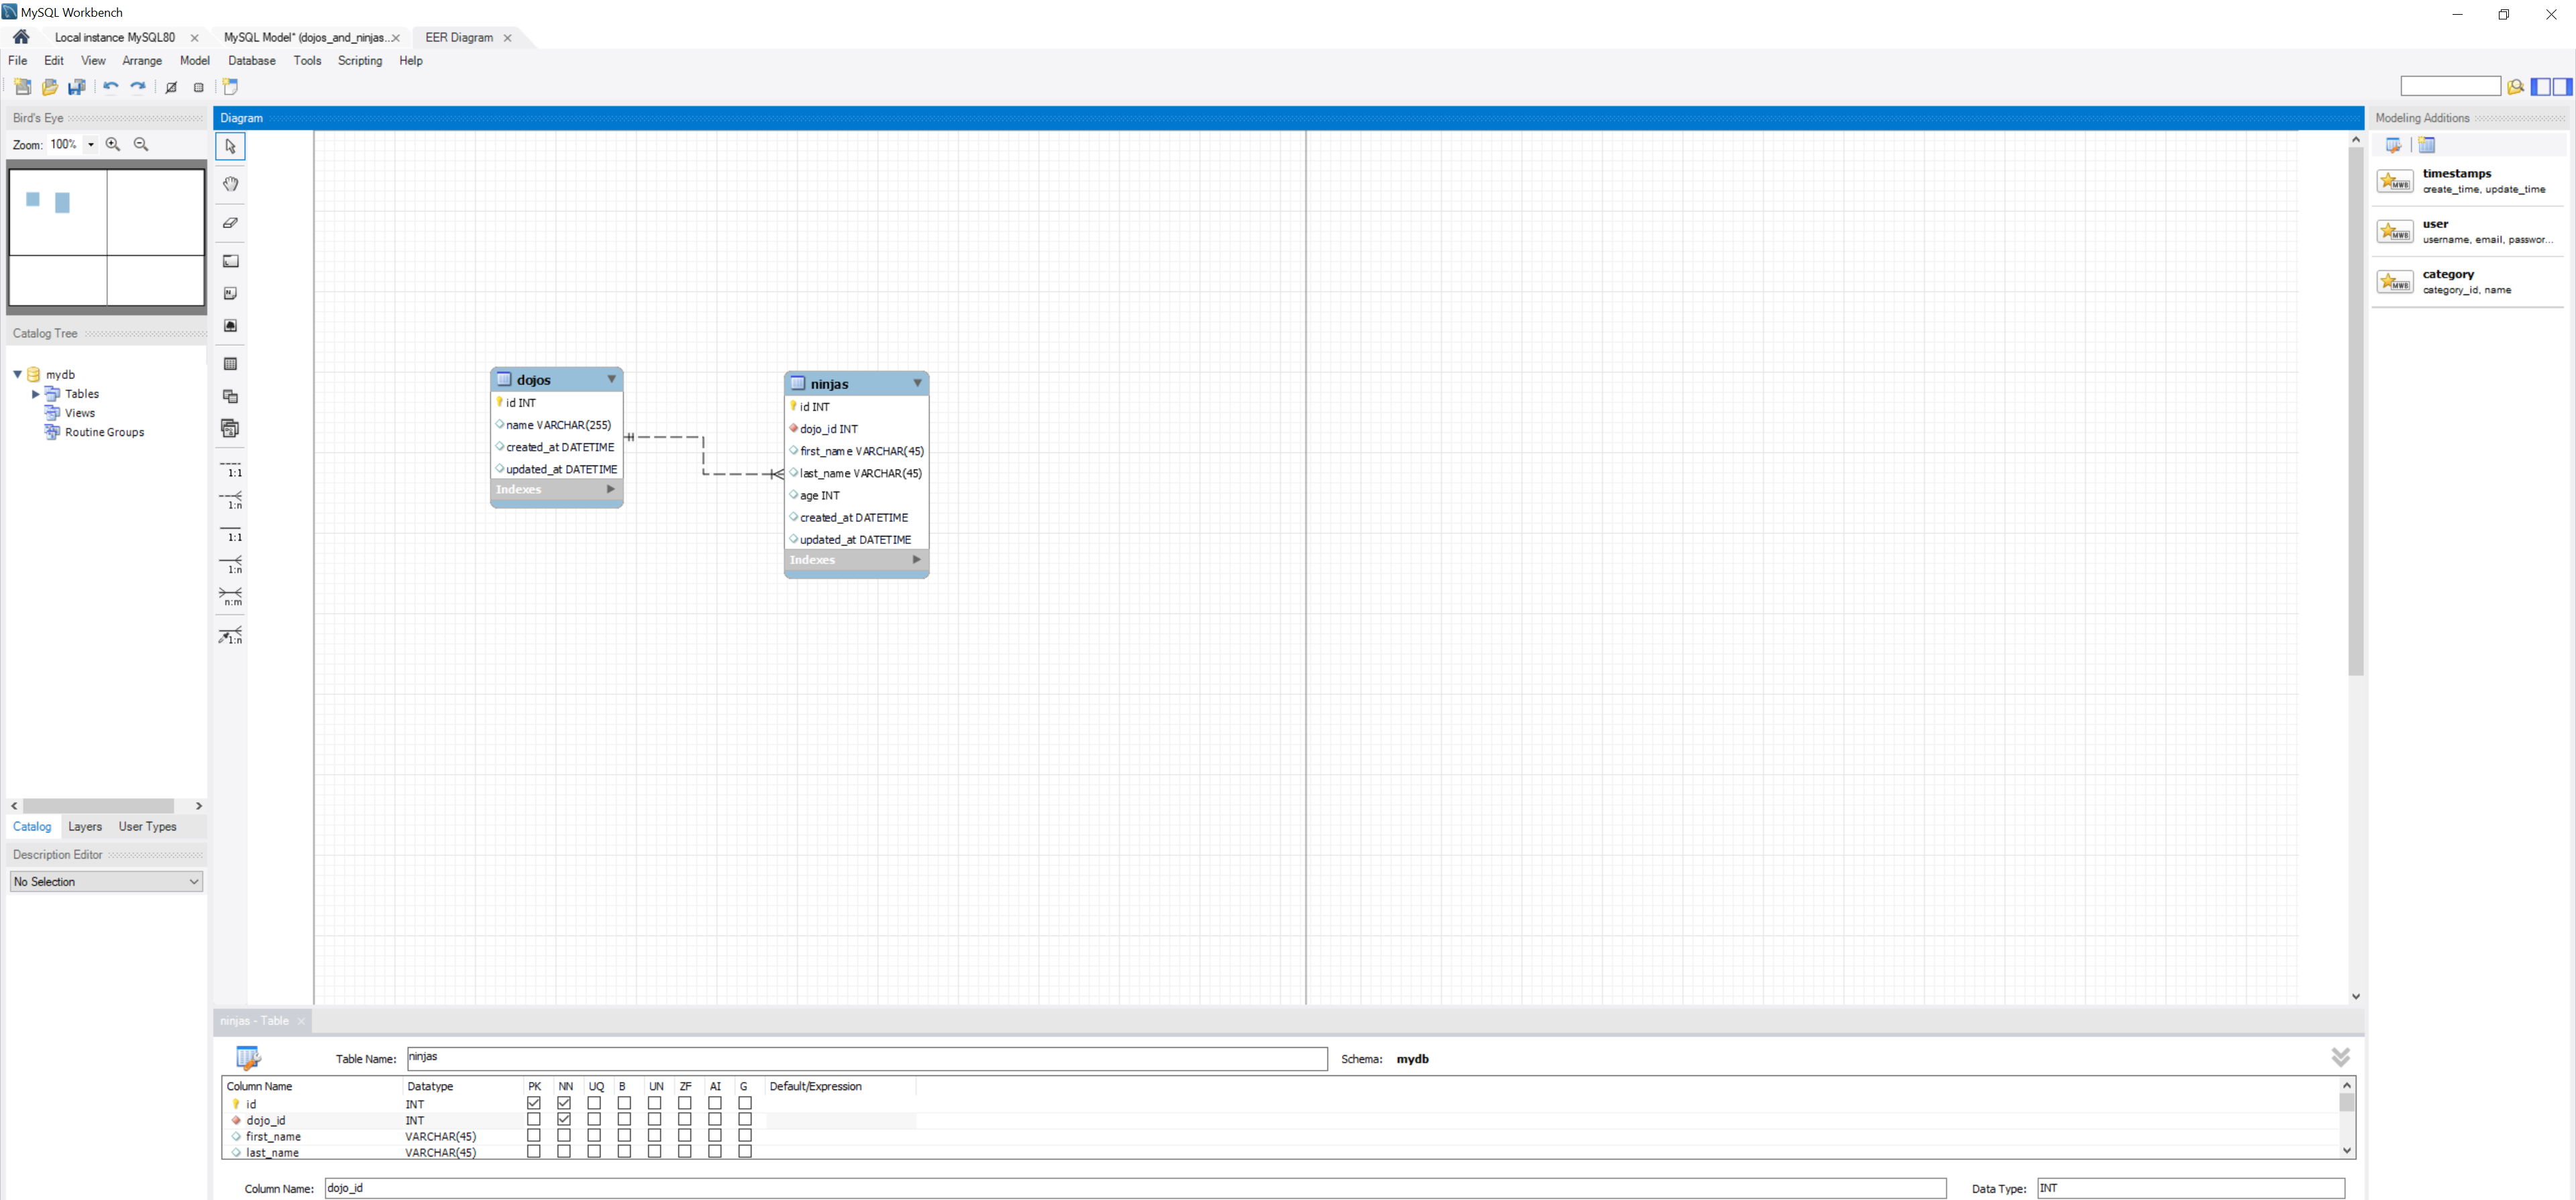 MySQL Workbench
Local instance MySQL80
MySQL Model* (dojos_and_ninjas...
EER Diagram
File Edit View Arrange Model Database Tools Scripting Help
Bird's Eye
Zoom: 100%
Diagram
Modeling Additions
timestamps
create_time, update_time
user
username, email, passwor...
category
category_id, name
Catalog Tree
mydb
Tables
Views
Routine Groups
1:1
1:n
1:1
1:n
n:m
1:n
dojos
id INT
name VARCHAR(255)
created_at DATETIME
updated_at DATETIME
Indexes
ninjas
id INT
dojo_id INT
first_name VARCHAR(45)
last_name VARCHAR(45)
age INT
created_at DATETIME
updated_at DATETIME
Indexes
Catalog Layers User Types
Description Editor
No Selection
ninjas - Table
Table Name: ninjas
Schema: mydb
Column Name Datatype PK NN UQ B UN ZF AI G Default/Expression
id INT
dojo_id INT
first_name VARCHAR(45)
last_name VARCHAR(45)
Column Name: dojo_id
Data Type: INT